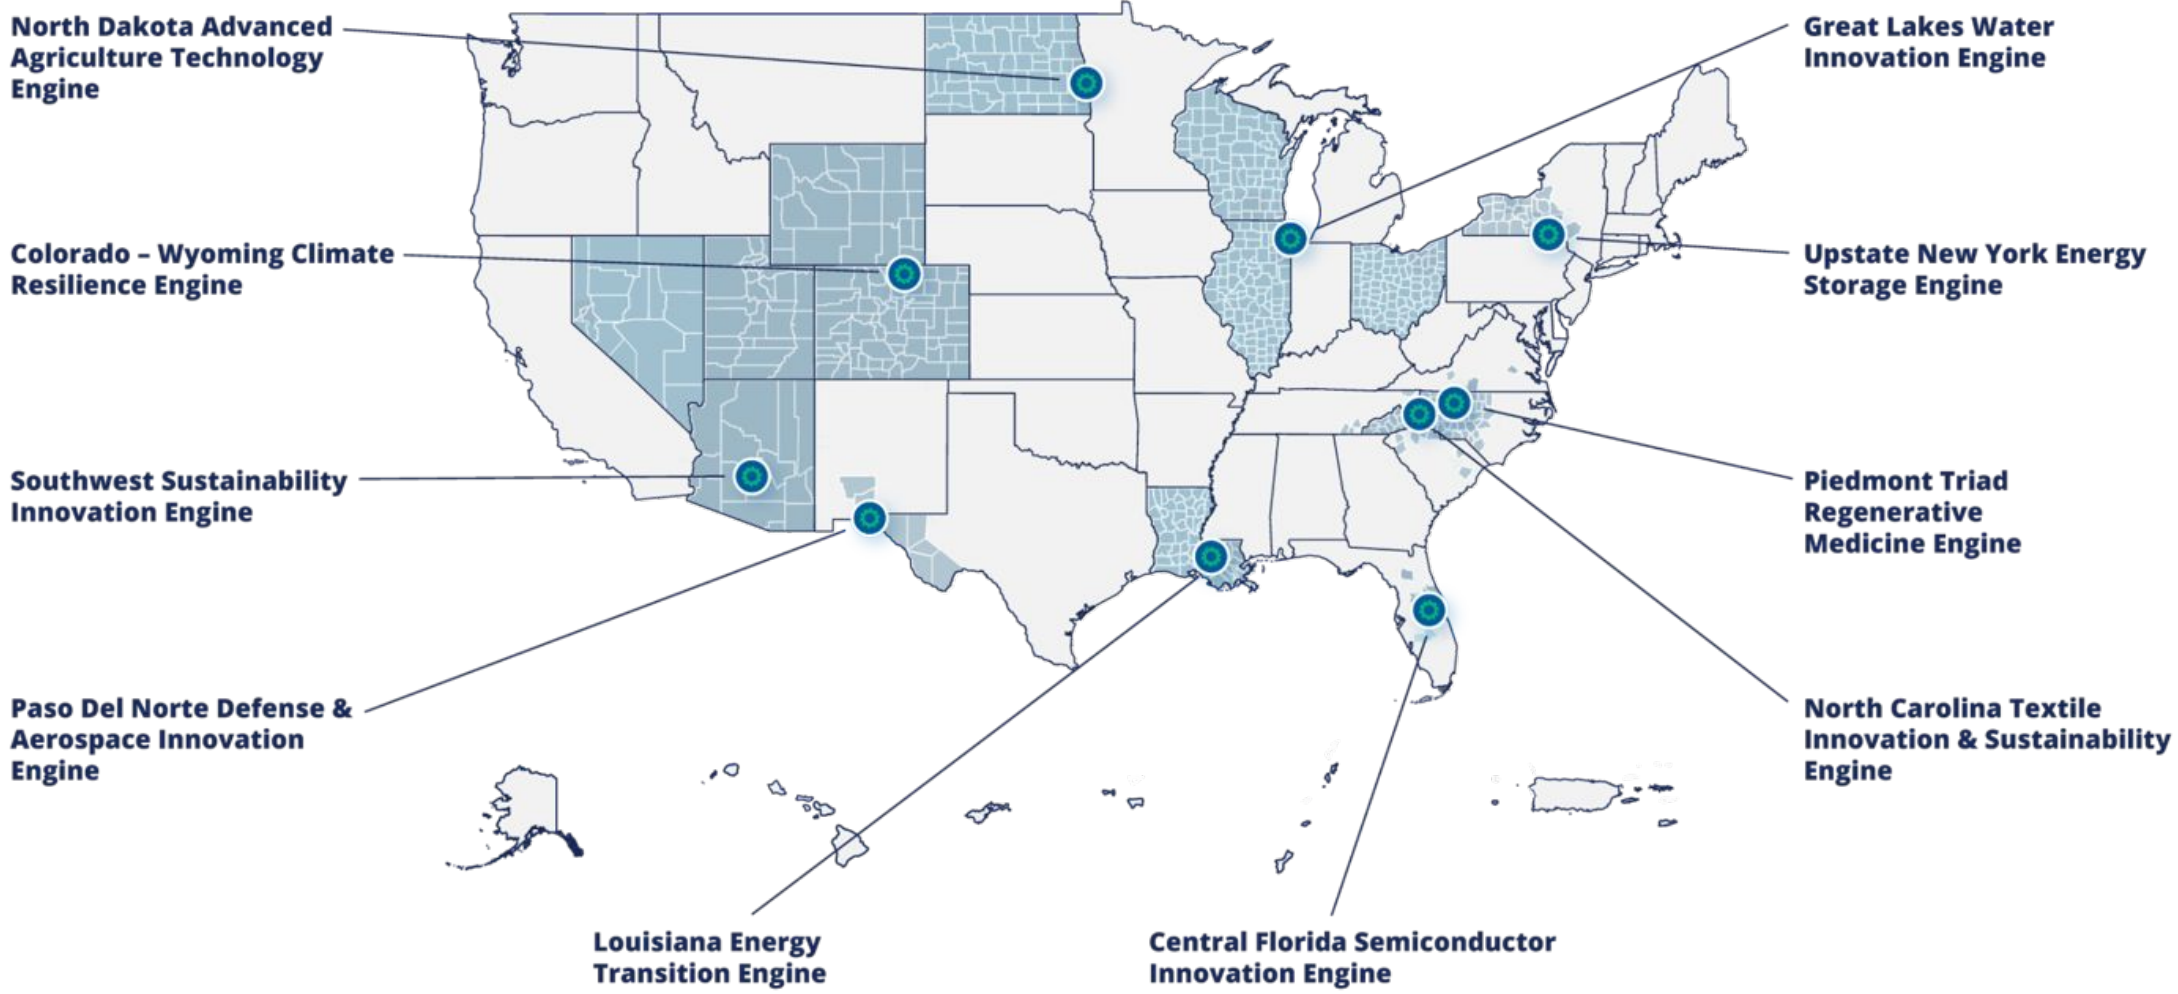 North Dakota Advanced
Agriculture Technology
Engine
Colorado – Wyoming Climate
Resilience Engine
Southwest Sustainability
Innovation Engine
Paso Del Norte Defense &
Aerospace Innovation
Engine
Louisiana Energy
Transition Engine
Central Florida Semiconductor
Innovation Engine
Great Lakes Water
Innovation Engine
Upstate New York Energy
Storage Engine
Piedmont Triad
Regenerative
Medicine Engine
North Carolina Textile
Innovation & Sustainability
Engine